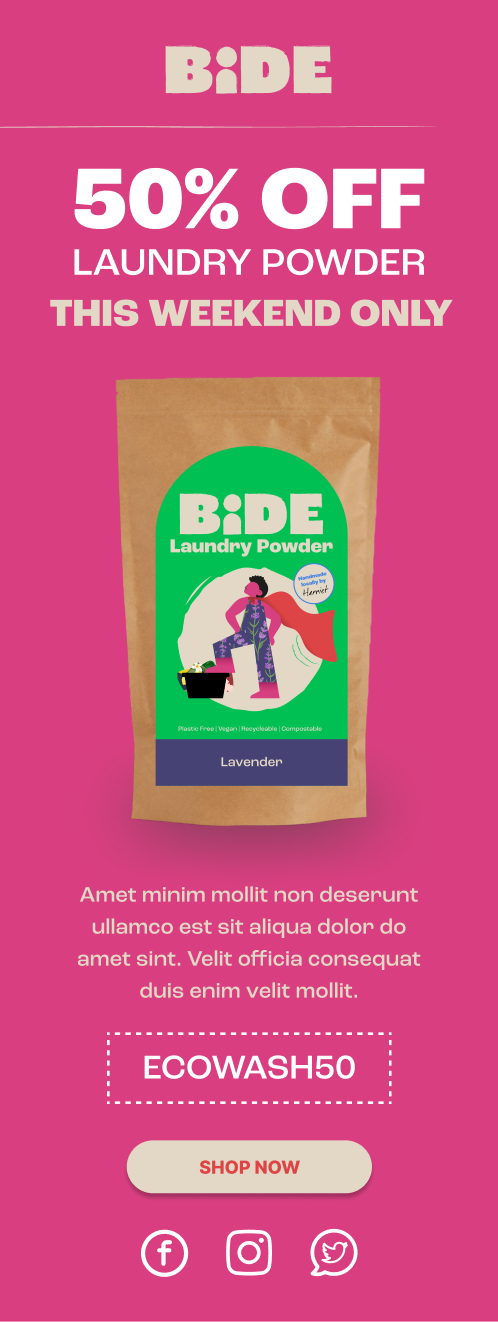 BiDE
50% OFF
LAUNDRY POWDER
THIS WEEKEND ONLY
BiDE
Laundry Powder
Handmade
locally by
Harriet
Plastic Free | Vegan | Recycleable | Compostable
Lavender
Amet minim mollit non deserunt
ullamco est sit aliqua dolor do
amet sint. Velit officia consequat
duis enim velit mollit.
ECOWASH50
SHOP NOW